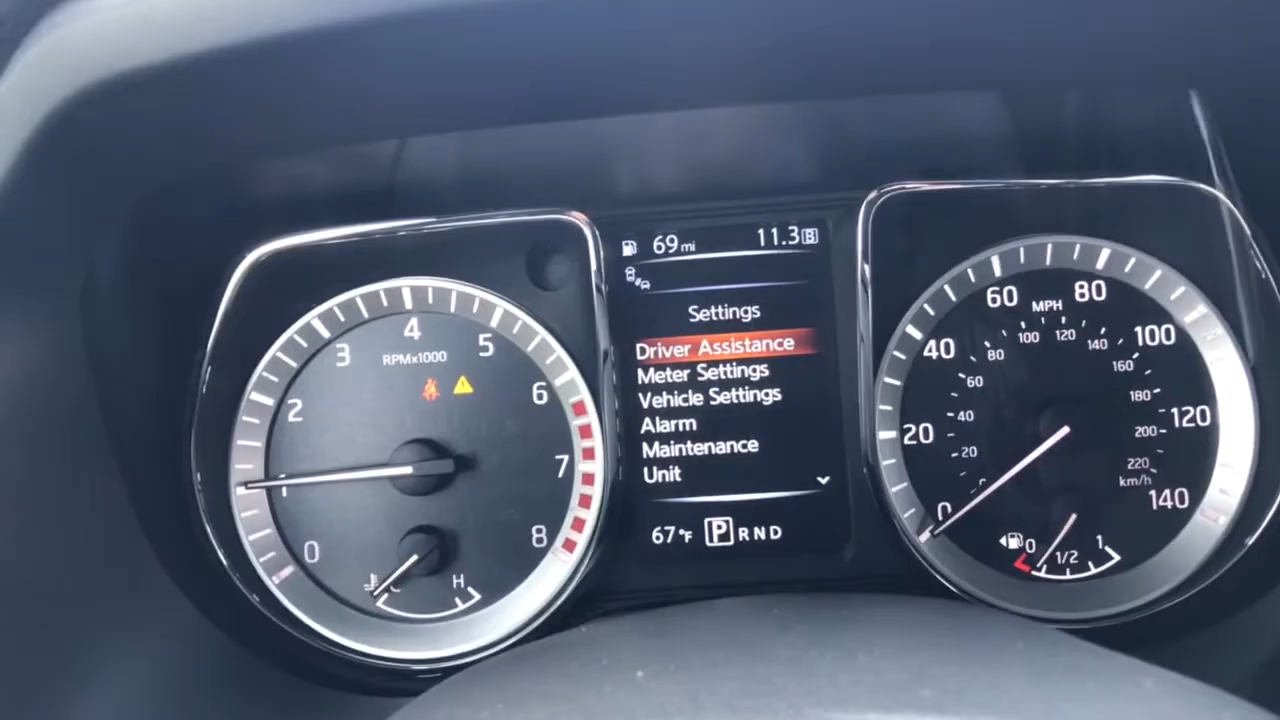 69 mi 11.3 B
Settings
Driver Assistance
Meter Settings
Vehicle Settings
Alarm
Maintenance
Unit
67°F P R N D
0
1
2
3
4
5
6
7
8
RPMx1000
H
0
20
40
60
80
100
120
140
MPH
20
40
60
80
100
120
140
160
180
200
220
km/h
0
1/2
1